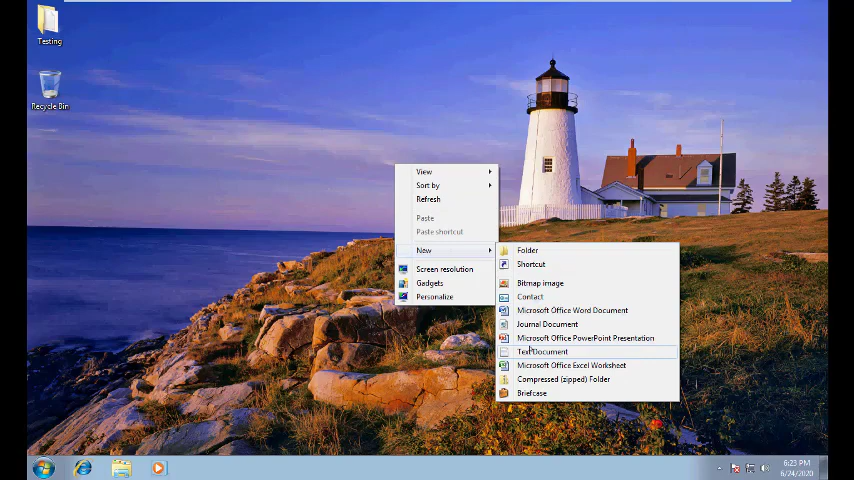 Testing
Recycle Bin
View
Sort by
Refresh
Paste
Paste shortcut
New
Screen resolution
Gadgets
Personalize
Folder
Shortcut
Bitmap image
Contact
Microsoft Office Word Document
Journal Document
Microsoft Office PowerPoint Presentation
Text Document
Microsoft Office Excel Worksheet
Compressed (zipped) Folder
Briefcase
6:23 PM
6/24/2020